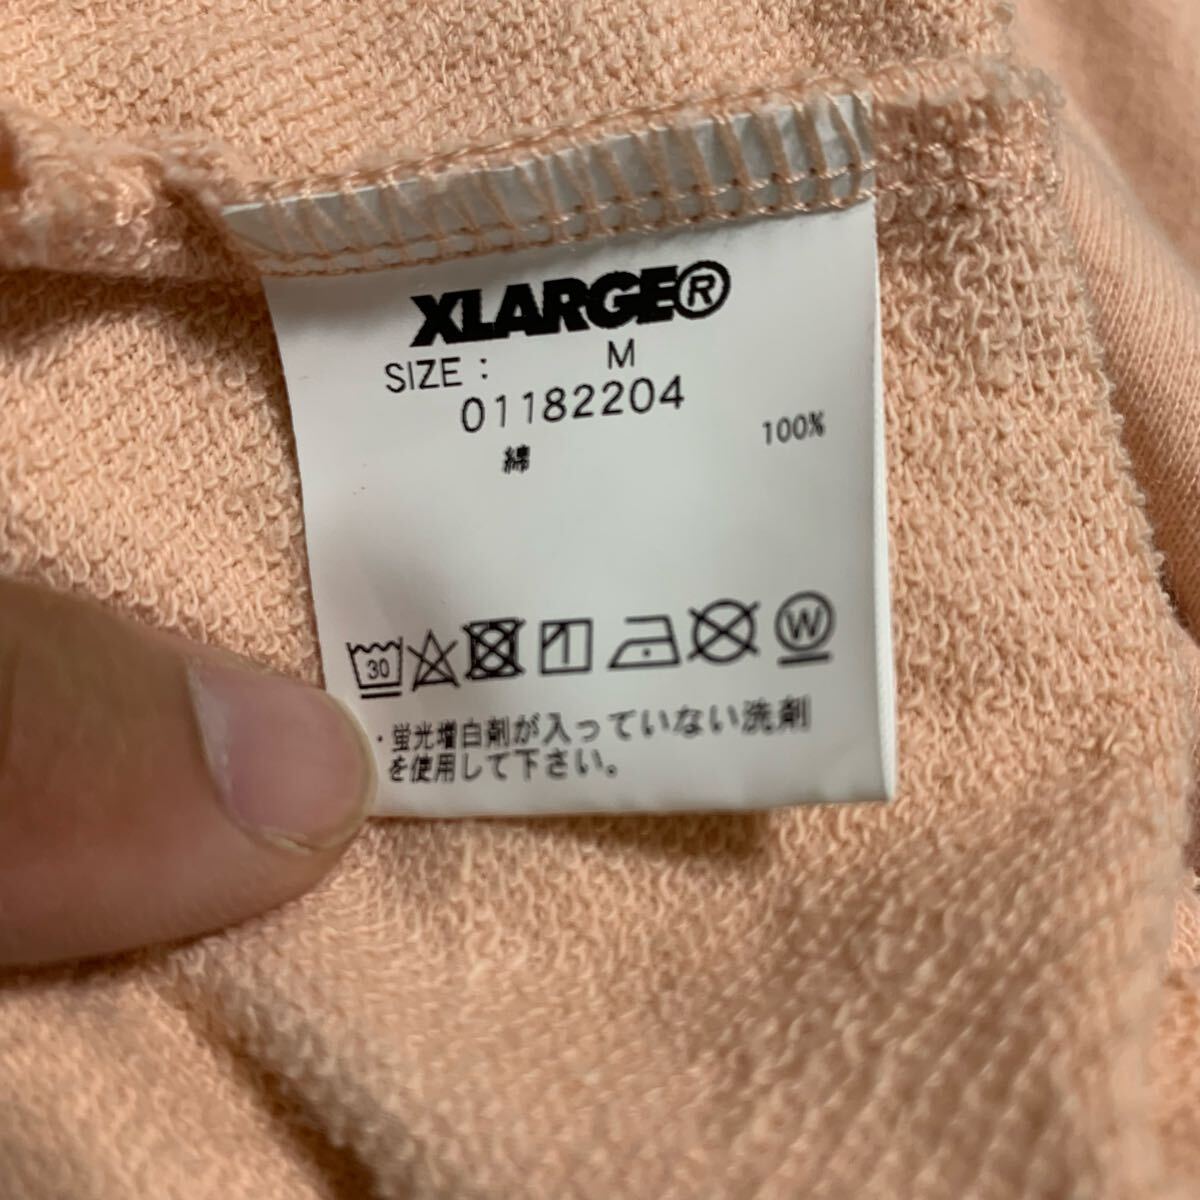 XLARGE®
SIZE : M
01182204
綿 100%
30 W
・蛍光増白剤が入っていない洗剤
を使用して下さい。